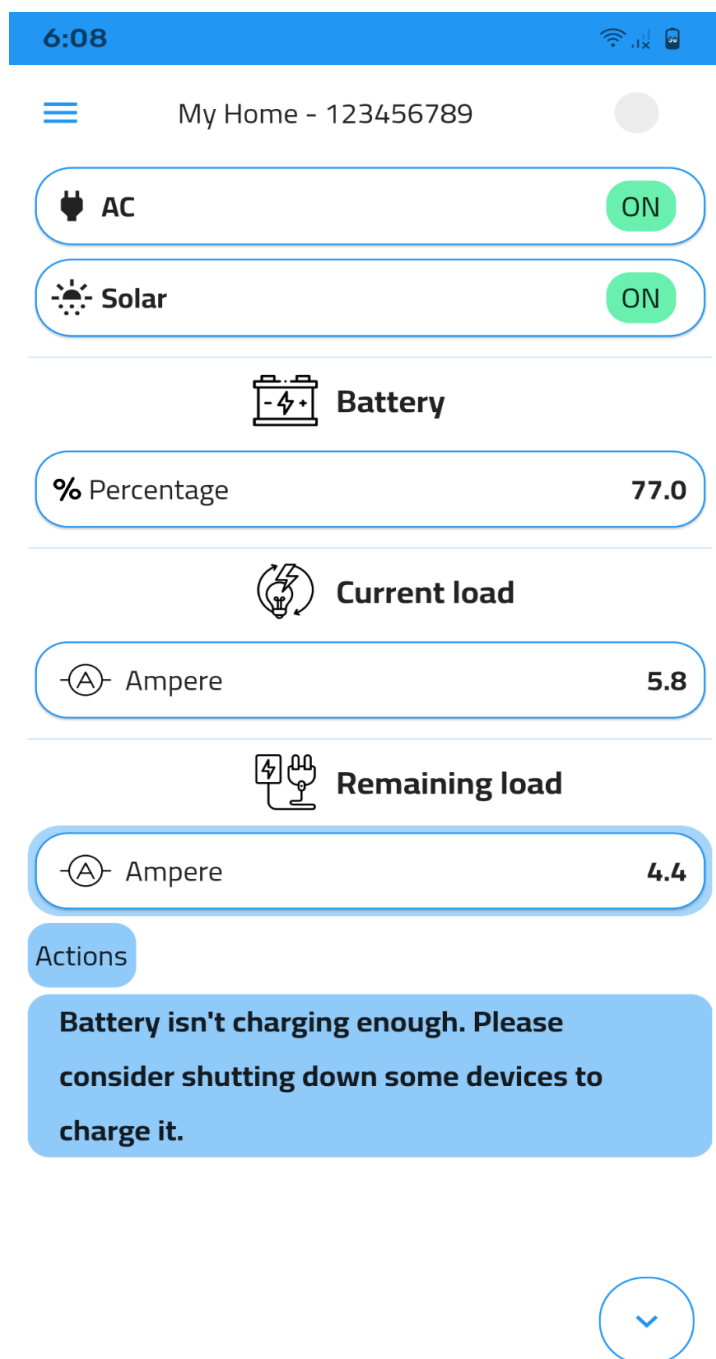 6:08
My Home - 123456789
AC ON
Solar ON
Battery
% Percentage 77.0
Current load
A Ampere 5.8
Remaining load
A Ampere 4.4
Actions
Battery isn't charging enough. Please
consider shutting down some devices to
charge it.